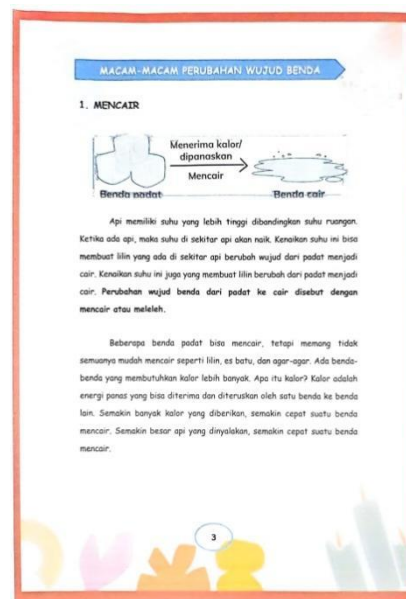 MACAM-MACAM PERUBAHAN WUJUD BENDA
1. MENCAIR
Menerima kalor/
dipanaskan
Mencair
Benda padat
Benda cair
Api memiliki suhu yang lebih tinggi dibandingkan suhu ruangan.
Ketika ada api, maka suhu di sekitar api akan naik. Kenaikan suhu ini bisa
membuat lilin yang ada di sekitar api berubah wujud dari padat menjadi
cair. Kenaikan suhu ini juga yang membuat lilin berubah dari padat menjadi
cair. Perubahan wujud benda dari padat ke cair disebut dengan
mencair atau meleleh.
Beberapa benda padat bisa mencair, tetapi memang tidak
semuanya mudah mencair seperti lilin, es batu, dan agar-agar. Ada benda-
benda yang membutuhkan kalor lebih banyak. Apa itu kalor? Kalor adalah
energi panas yang bisa diterima dan diteruskan oleh satu benda ke benda
lain. Semakin banyak kalor yang diberikan, semakin cepat suatu benda
mencair. Semakin besar api yang dinyalakan, semakin cepat suatu benda
mencair.
3